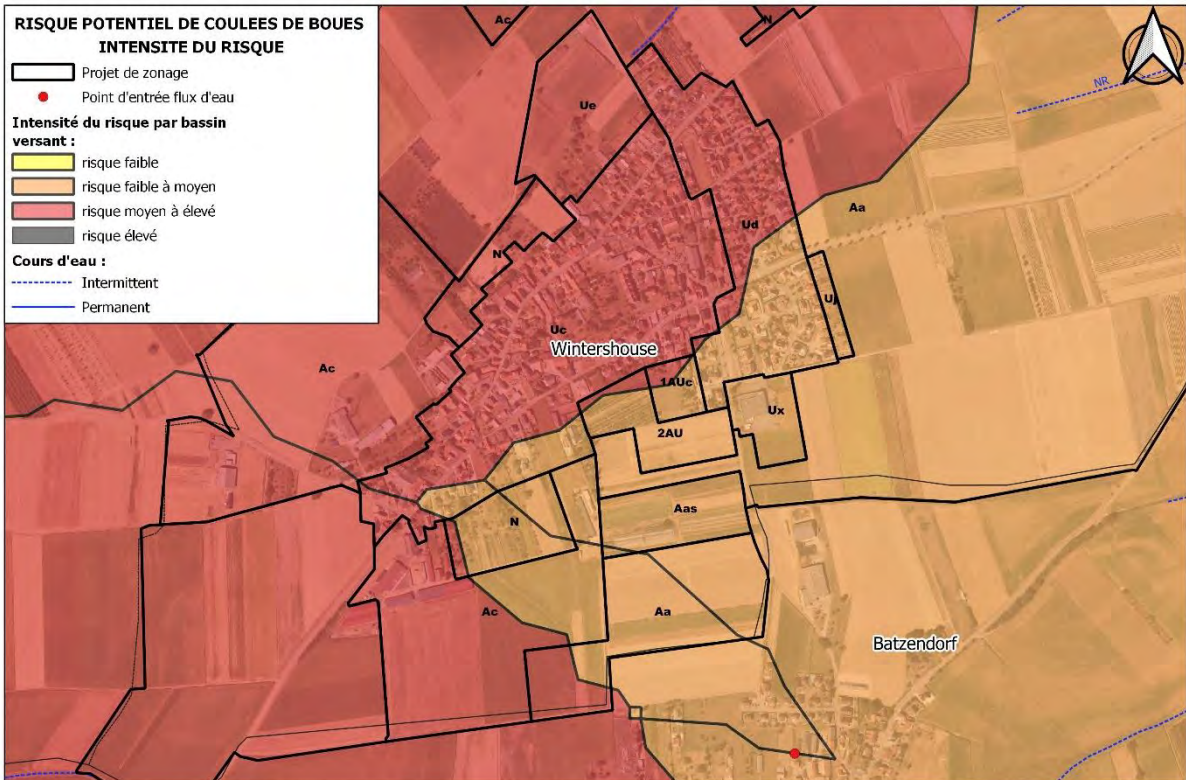 RISQUE POTENTIEL DE COULEES DE BOUES
INTENSITE DU RISQUE
Projet de zonage
Point d'entrée flux d'eau
Intensité du risque par bassin
versant :
risque faible
risque faible à moyen
risque moyen à élevé
risque élevé
Cours d'eau :
Intermittent
Permanent
Ac
N
NR
Ue
Aa
Ud
N
Uj
Uc
Wintershouse
Ac
1AUc
Ux
2AU
Aas
N
Ac
Aa
Batzendorf